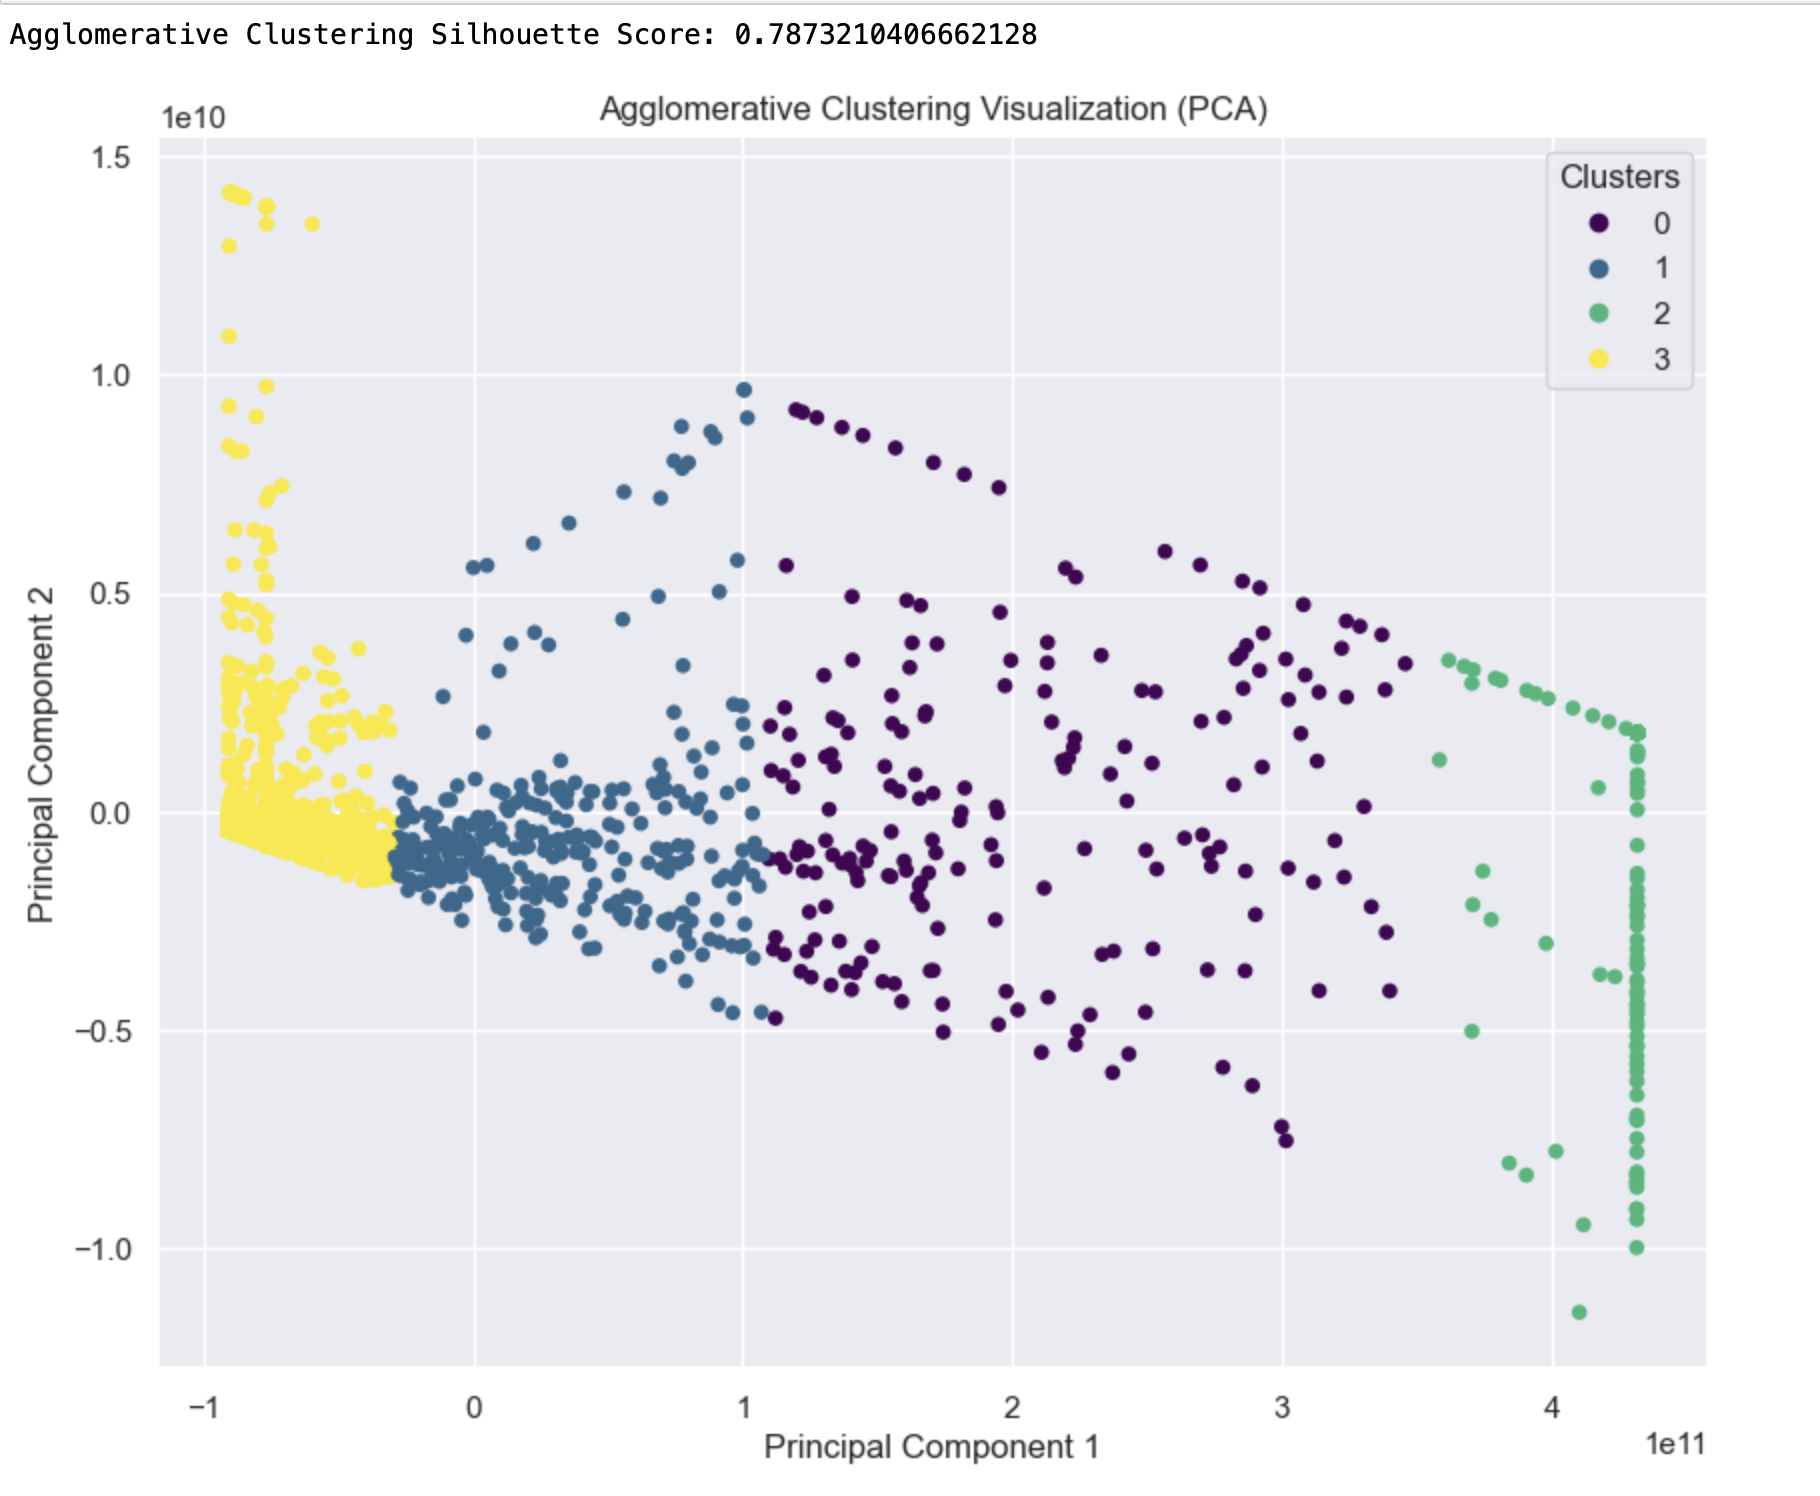 Agglomerative Clustering Silhouette Score: 0.7873210406662128
Agglomerative Clustering Visualization (PCA)
1e10
Clusters
0
1
2
3
1.5
1.0
0.5
0.0
−0.5
−1.0
Principal Component 2
−1 0 1 2 3 4
Principal Component 1
1e11